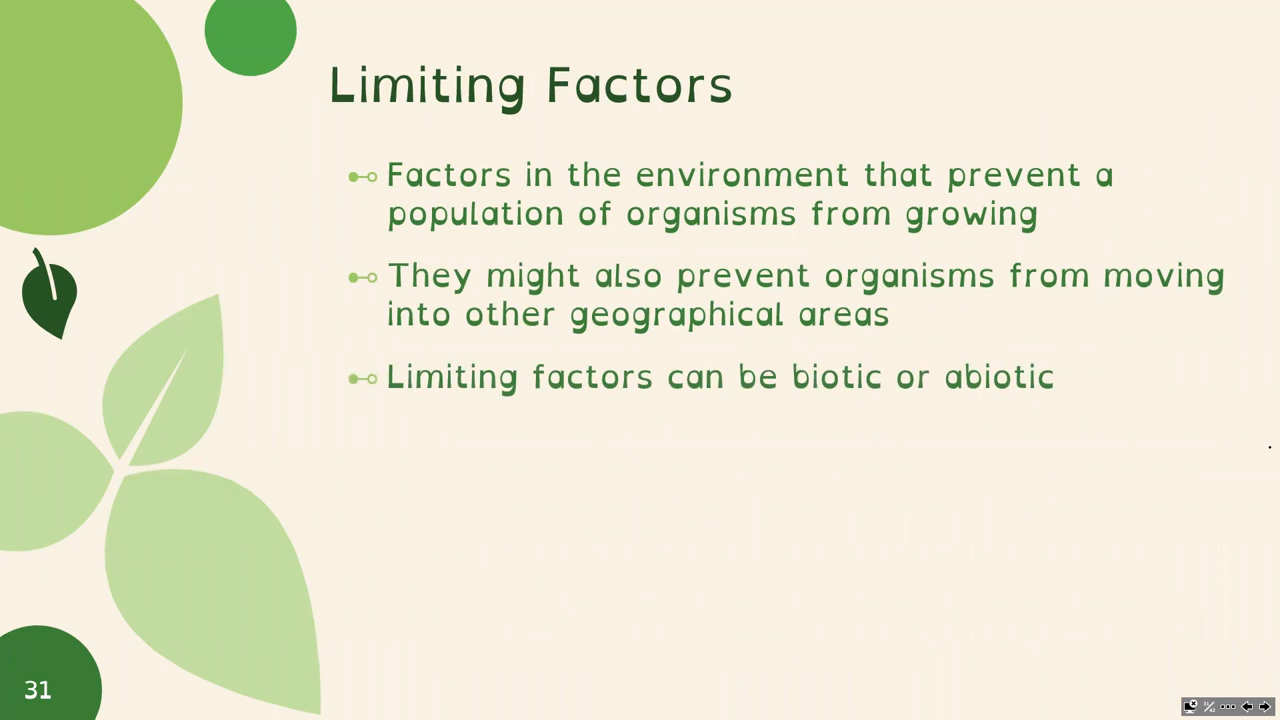 Limiting Factors
Factors in the environment that prevent a
population of organisms from growing
They might also prevent organisms from moving
into other geographical areas
Limiting factors can be biotic or abiotic
31